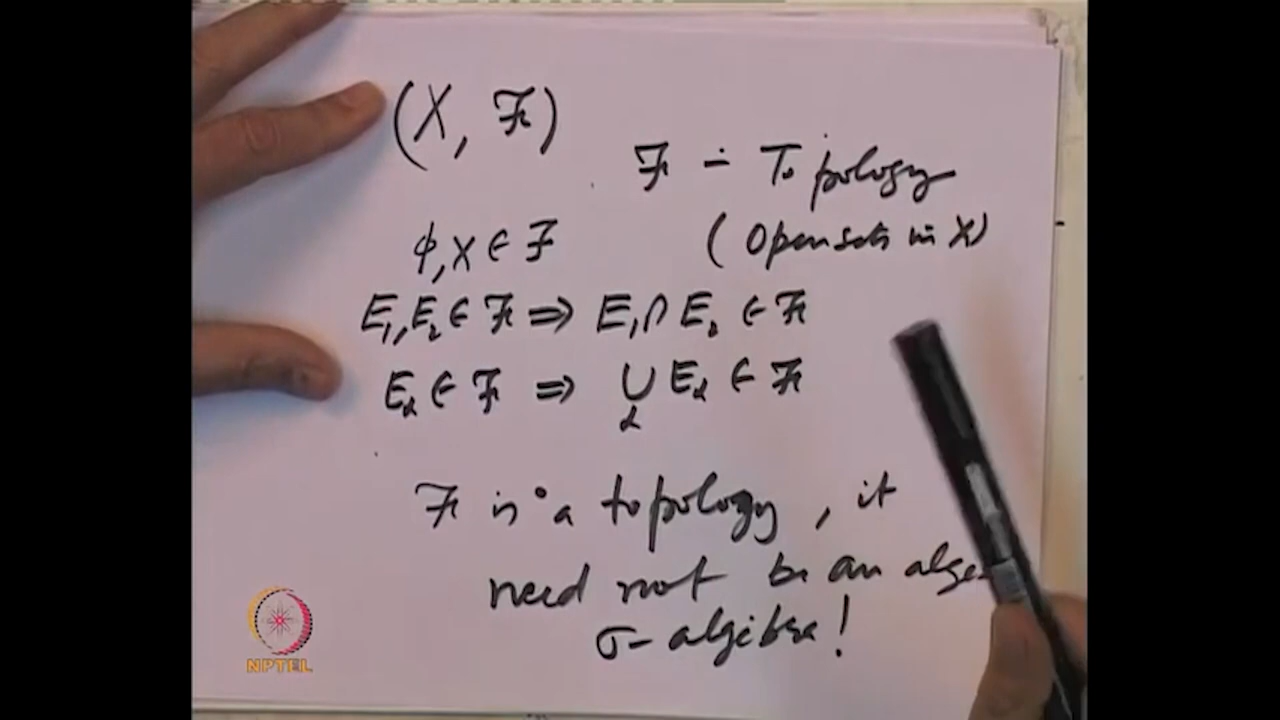 (X, ℱ)
ℱ - Topology
(Open sets in X)
ϕ, X ∈ ℱ
E₁, E₂ ∈ ℱ ⇒ E₁ ∩ E₂ ∈ ℱ
E_α ∈ ℱ ⇒ ⋃_α E_α ∈ ℱ
ℱ is a topology, it
need not be an alge
σ-algebra!
NPTEL